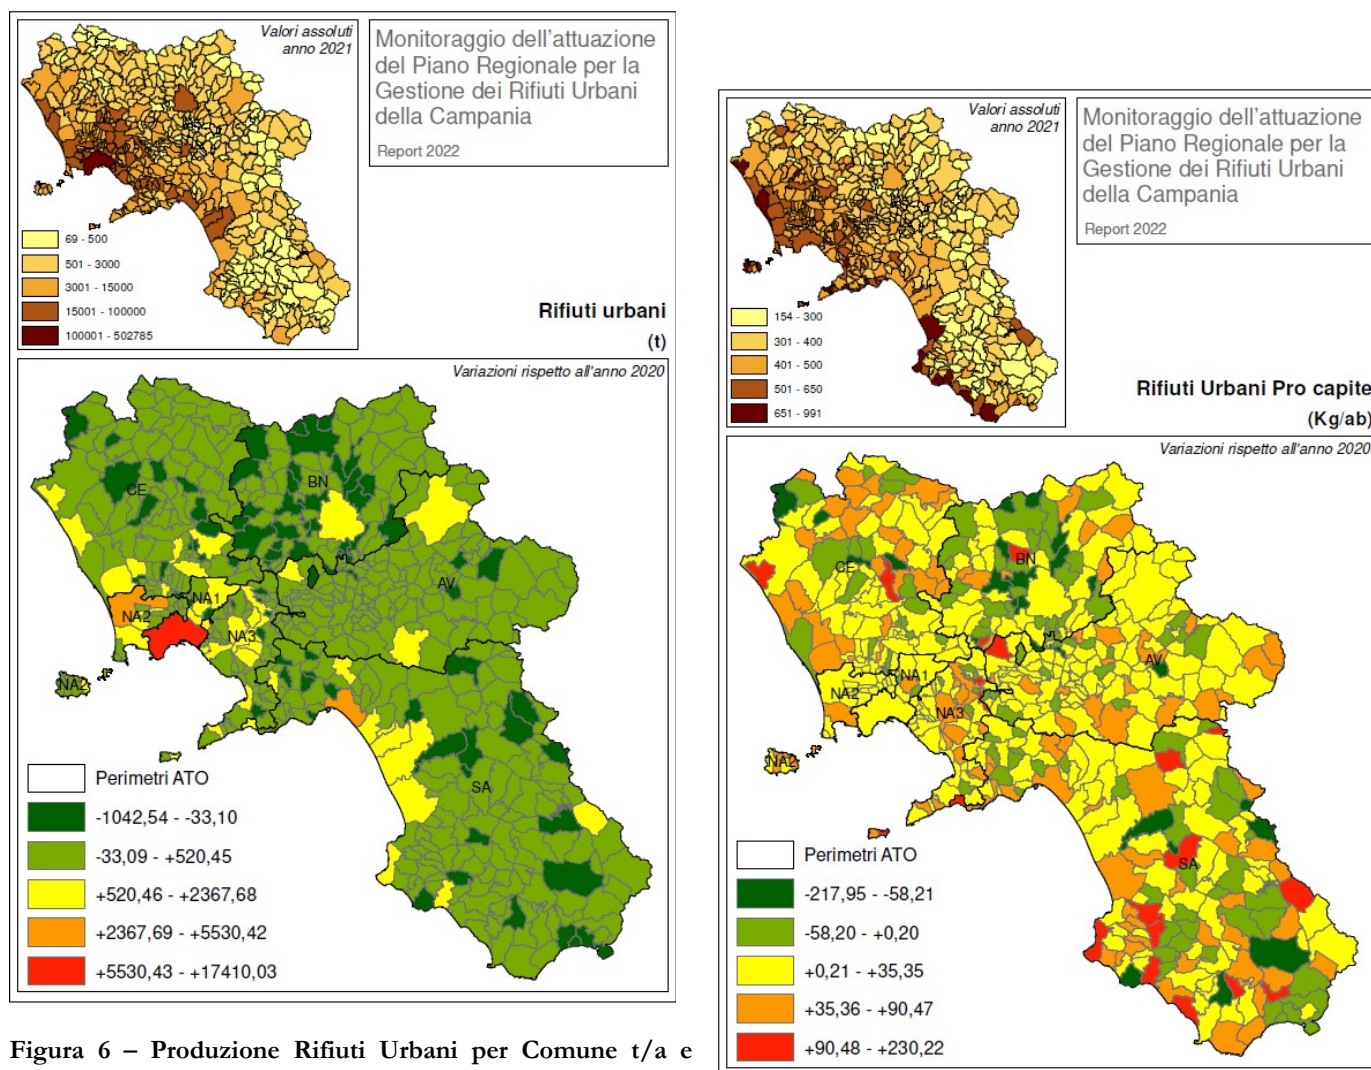 Valori assoluti
anno 2021
Monitoraggio dell'attuazione
del Piano Regionale per la
Gestione dei Rifiuti Urbani
della Campania
Report 2022
69 - 500
501 - 3000
3001 - 15000
15001 - 100000
100001 - 502785
Rifiuti urbani
(t)
Variazioni rispetto all'anno 2020
CE
BN
AV
NA1
NA2
NA3
NA2
SA
Perimetri ATO
-1042,54 - -33,10
-33,09 - +520,45
+520,46 - +2367,68
+2367,69 - +5530,42
+5530,43 - +17410,03
Figura 6 – Produzione Rifiuti Urbani per Comune t/a e
Valori assoluti
anno 2021
Monitoraggio dell'attuazione
del Piano Regionale per la
Gestione dei Rifiuti Urbani
della Campania
Report 2022
154 - 300
301 - 400
401 - 500
501 - 650
651 - 991
Rifiuti Urbani Pro capite
(Kg/ab)
Variazioni rispetto all'anno 2020
BN
CE
AV
NA1
NA2
NA3
NA2
SA
Perimetri ATO
-217,95 - -58,21
-58,20 - +0,20
+0,21 - +35,35
+35,36 - +90,47
+90,48 - +230,22